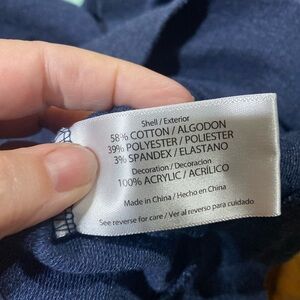 Shell / Exterior
58% COTTON / ALGODON
39% POLYESTER / POLIESTER
3% SPANDEX / ELASTANO
Decoration / Decoracion
100% ACRYLIC / ACRÍLICO
Made in China / Hecho en China
See reverse for care / Ver al reverso para cuidado